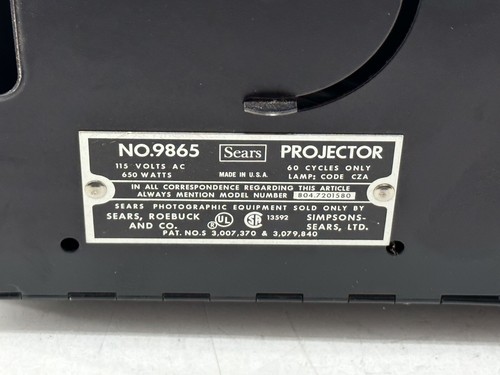 NO.9865 Sears PROJECTOR
115 VOLTS AC
650 WATTS
MADE IN U.S.A.
60 CYCLES ONLY
LAMP: CODE CZA
IN ALL CORRESPONDENCE REGARDING THIS ARTICLE
ALWAYS MENTION MODEL NUMBER 804.7201580
SEARS PHOTOGRAPHIC EQUIPMENT SOLD ONLY BY
SEARS, ROEBUCK
AND CO.
® UL SA 13592
SIMPSONS-
SEARS, LTD.
PAT. NO.S 3,007,370 & 3,079,840